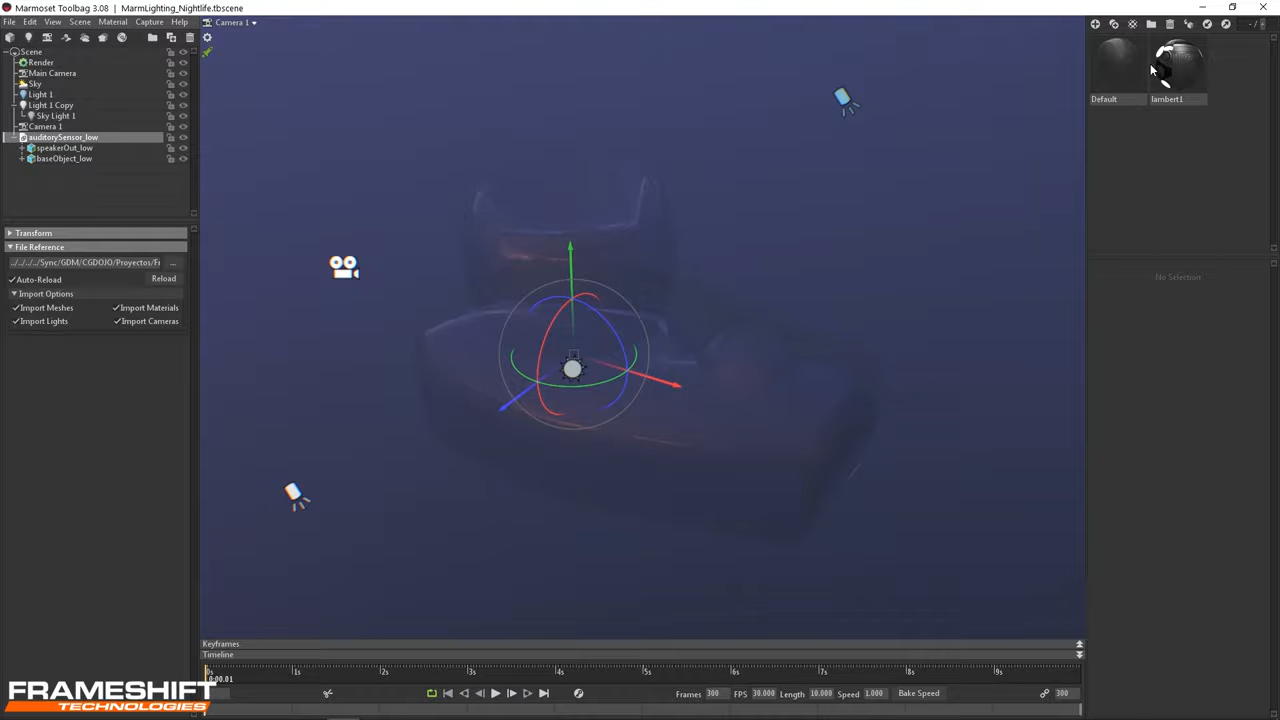 Marmoset Toolbag 3.08 | MarmLighting_Nightlife.tbscene
File Edit View Scene Material Capture Help
Camera 1
Scene
Render
Main Camera
Sky
Light 1
Light 1 Copy
Sky Light 1
Camera 1
auditorySensor_low
speakerOut_low
baseObject_low
Default
lambert1
Transform
File Reference
../../../../Sync/GDM/CGDOJO/Proyectos/Fr
...
Auto-Reload
Reload
Import Options
Import Meshes
Import Materials
Import Lights
Import Cameras
No Selection
Keyframes
Timeline
0s 1s 2s 3s 4s 5s 6s 7s 8s 9s
0:00.01
Frames 300 FPS 30.000 Length 10.000 Speed 1.000 Bake Speed 300
FRAMESHIFT
TECHNOLOGIES